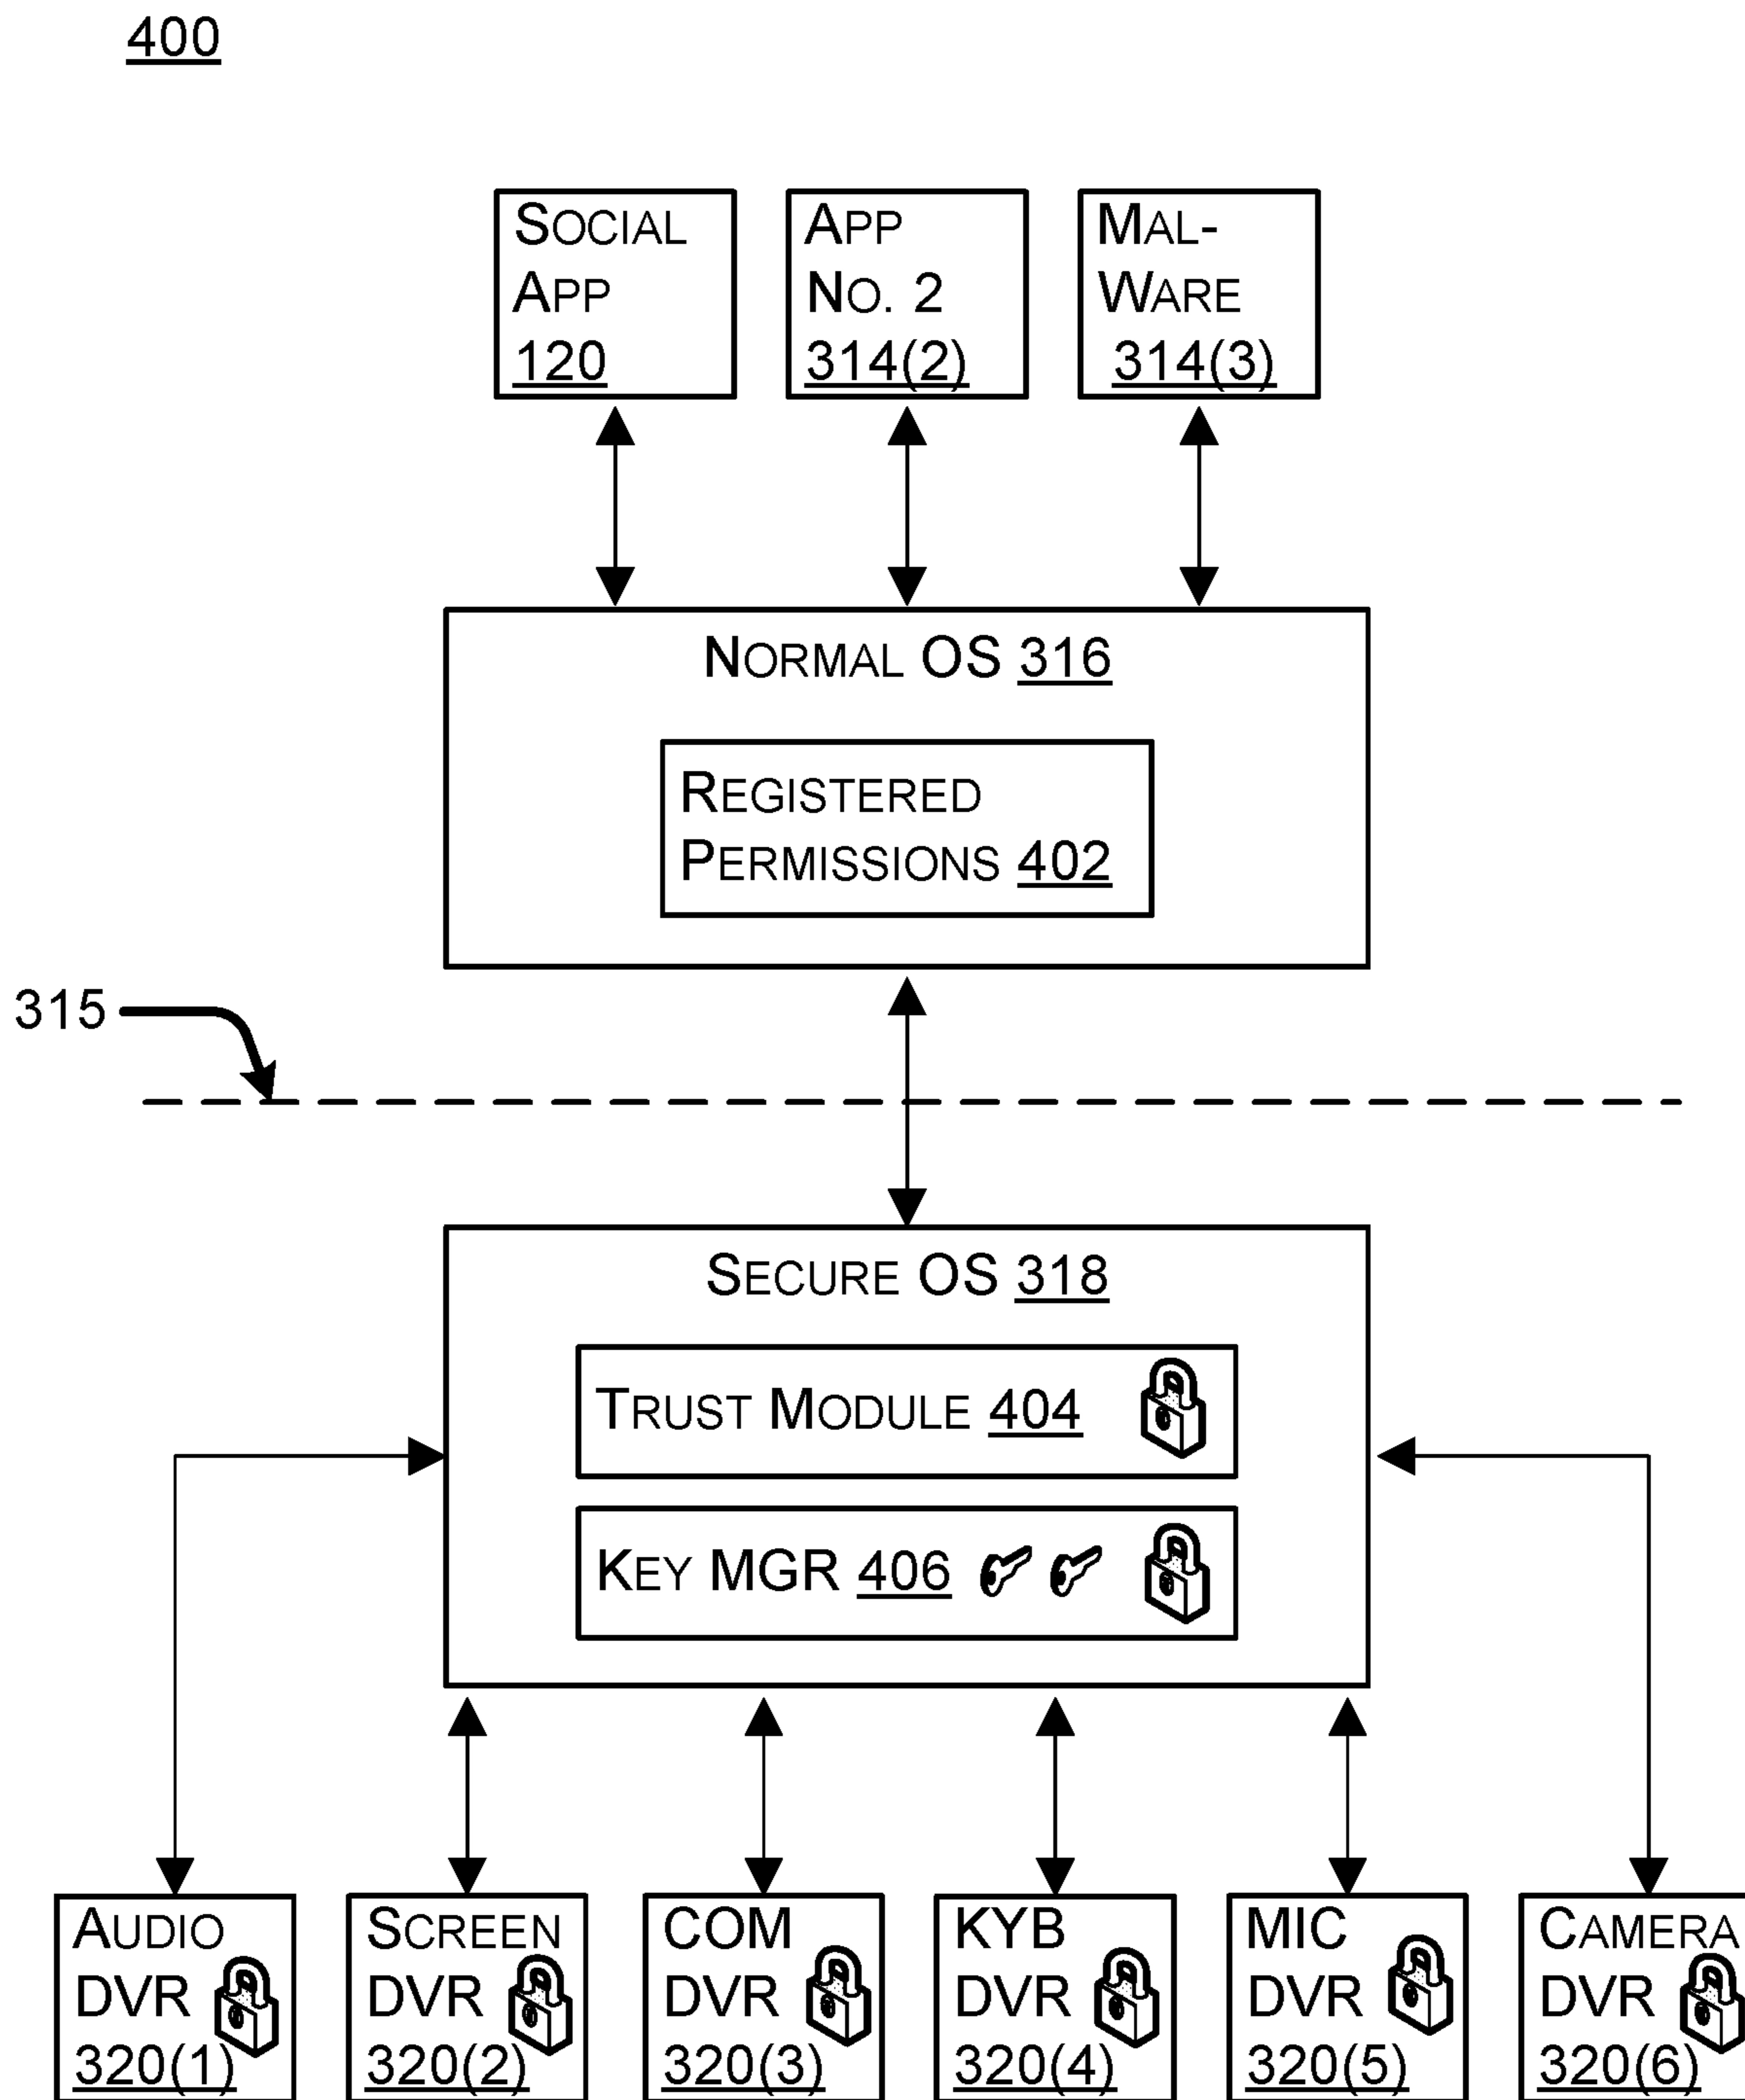 400
SOCIAL
APP
120
APP
NO. 2
314(2)
MAL-
WARE
314(3)
NORMAL OS 316
REGISTERED
PERMISSIONS 402
315
SECURE OS 318
TRUST MODULE 404
KEY MGR 406
AUDIO
DVR
320(1)
SCREEN
DVR
320(2)
COM
DVR
320(3)
KYB
DVR
320(4)
MIC
DVR
320(5)
CAMERA
DVR
320(6)